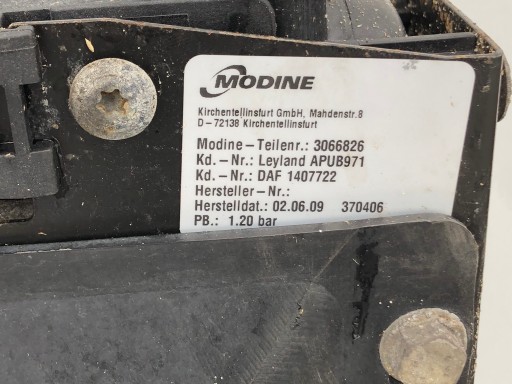 MODINE
Kirchentellinsfurt GmbH, Mahdenstr.8
D-72138 Kirchentellinsfurt
Modine-Teilenr.: 3066826
Kd.-Nr.: Leyland APUB971
Kd.-Nr.: DAF 1407722
Hersteller-Nr.:
Herstelldat.: 02.06.09 370406
PB.: 1.20 bar